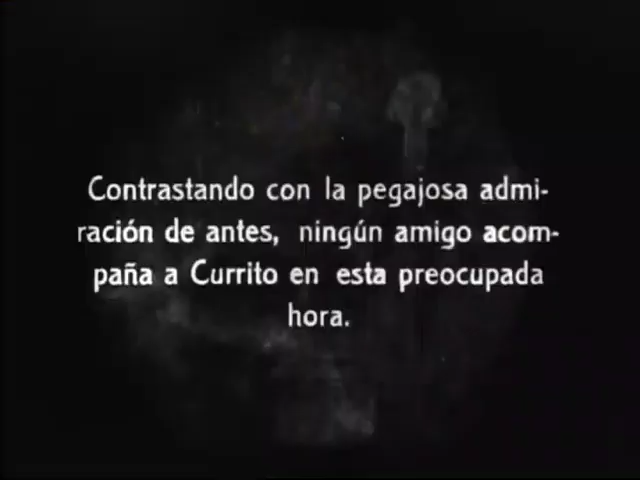 Contrastando con la pegajosa admi-
ración de antes, ningún amigo acom-
paña a Currito en esta preocupada
hora.